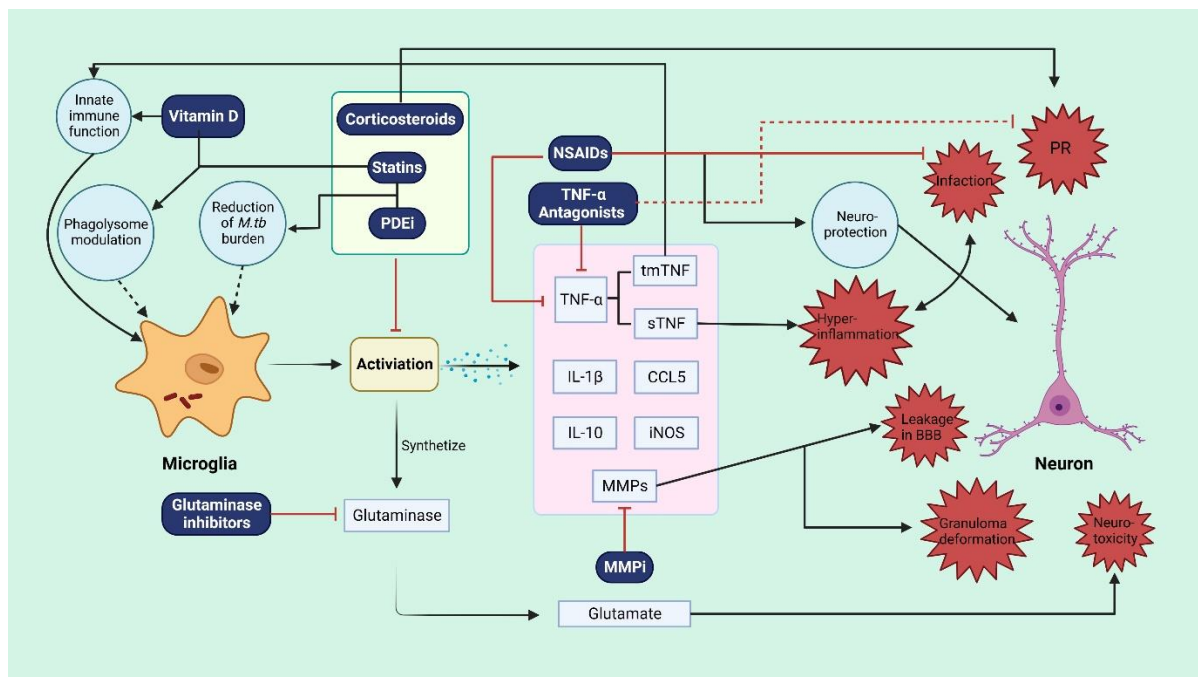 Innate
immune
function
Vitamin D
Corticosteroids
Statins
PDEi
Phagolysome
modulation
Reduction
of M.tb
burden
NSAIDs
TNF-α
Antagonists
PR
Infaction
Neuro-
protection
TNF-α
tmTNF
sTNF
Hyper-
inflammation
Activiation
IL-1β
CCL5
IL-10
iNOS
MMPs
Leakage
in BBB
Microglia
Synthetize
Neuron
Glutaminase
inhibitors
Glutaminase
Granuloma
deformation
Neuro-
toxicity
MMPi
Glutamate